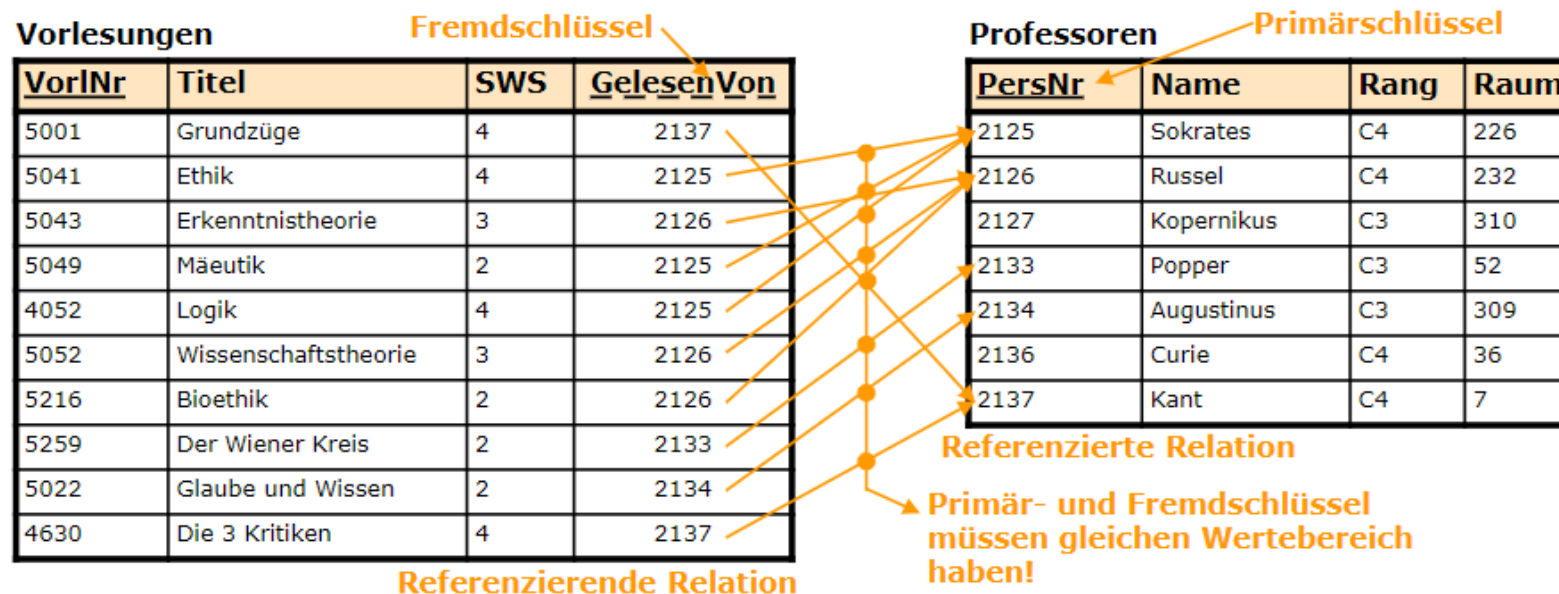 Vorlesungen
Fremdschlüssel
VorlNr Titel SWS GelesenVon
5001 Grundzüge 4 2137
5041 Ethik 4 2125
5043 Erkenntnistheorie 3 2126
5049 Mäeutik 2 2125
4052 Logik 4 2125
5052 Wissenschaftstheorie 3 2126
5216 Bioethik 2 2126
5259 Der Wiener Kreis 2 2133
5022 Glaube und Wissen 2 2134
4630 Die 3 Kritiken 4 2137
Referenzierende Relation
Professoren
Primärschlüssel
PersNr Name Rang Raum
2125 Sokrates C4 226
2126 Russel C4 232
2127 Kopernikus C3 310
2133 Popper C3 52
2134 Augustinus C3 309
2136 Curie C4 36
2137 Kant C4 7
Referenzierte Relation
Primär- und Fremdschlüssel
müssen gleichen Wertebereich
haben!